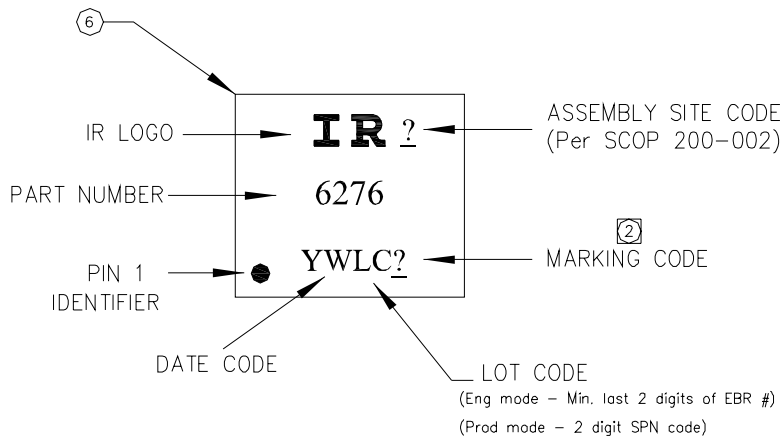 6
IR LOGO
IR ?
ASSEMBLY SITE CODE
(Per SCOP 200-002)
PART NUMBER
6276
2
PIN 1
IDENTIFIER
YWLC?
MARKING CODE
DATE CODE
LOT CODE
(Eng mode - Min. last 2 digits of EBR #)
(Prod mode - 2 digit SPN code)